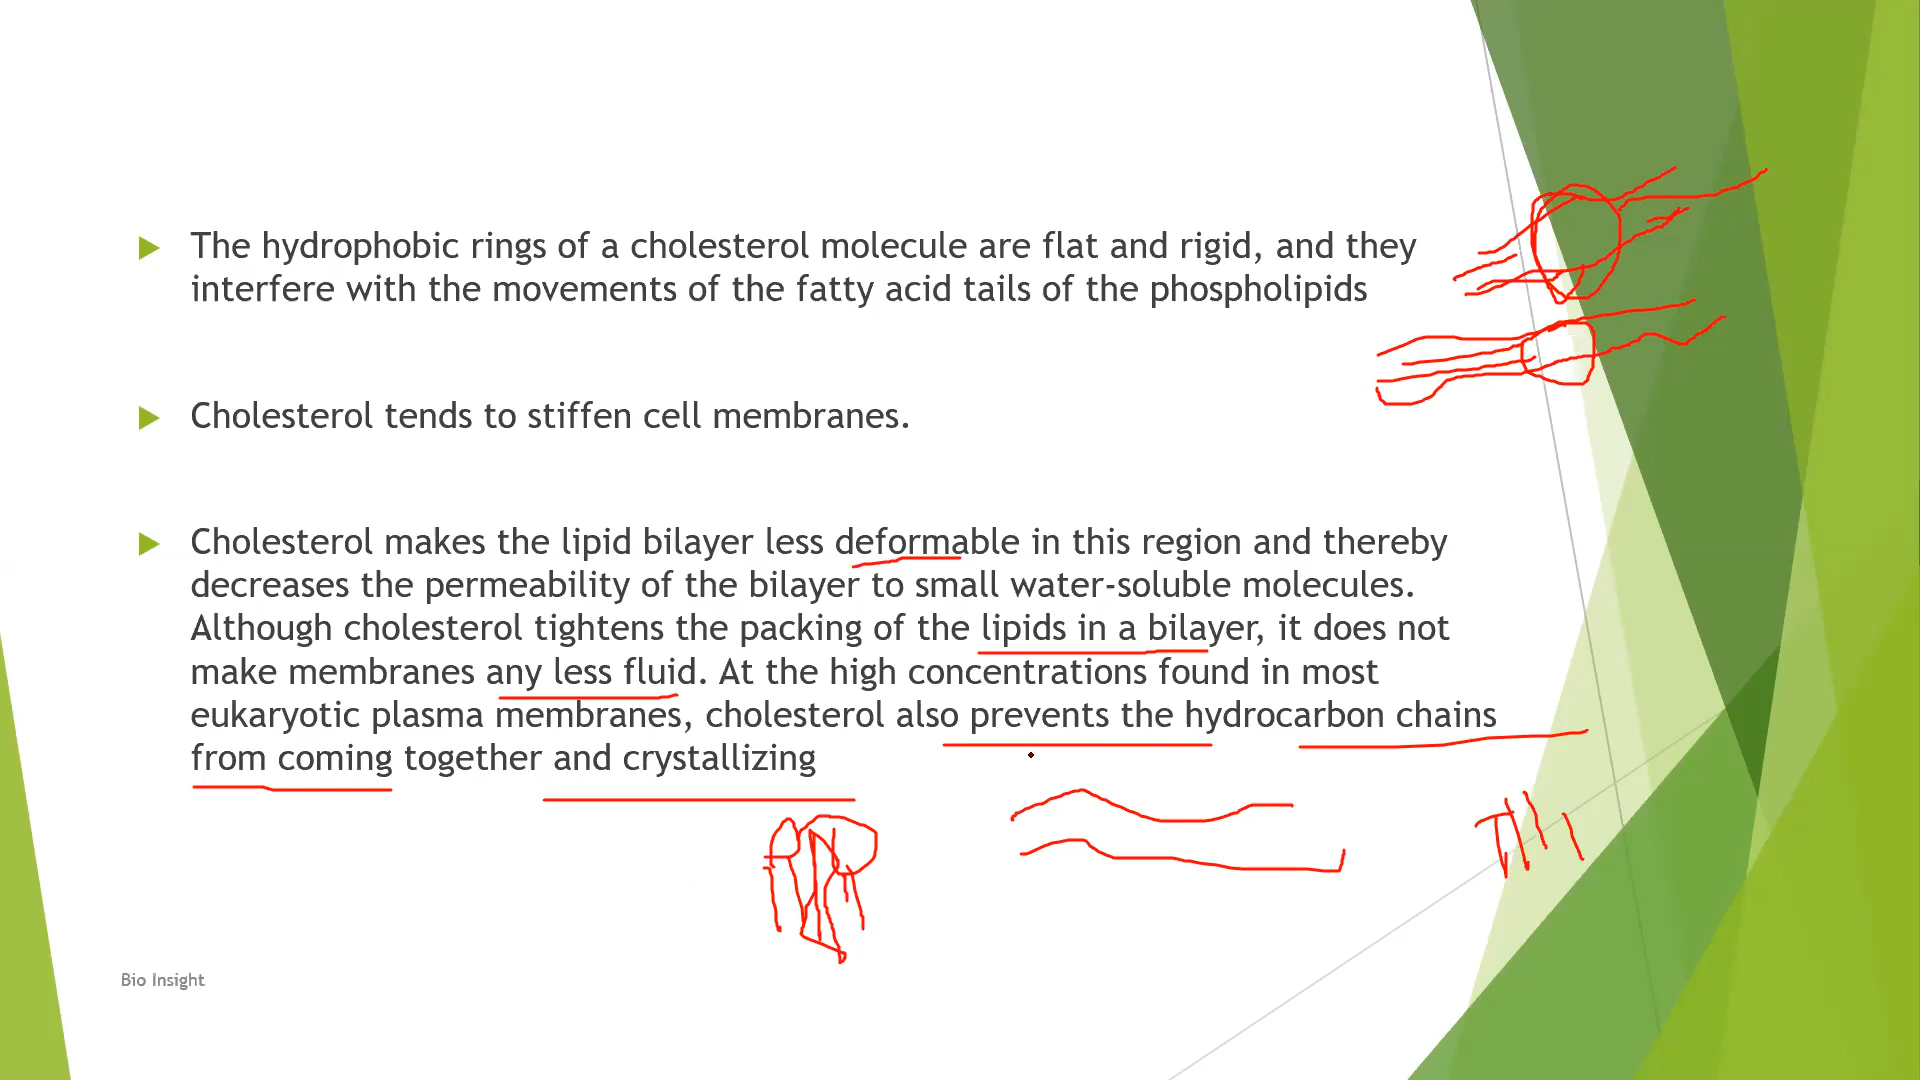 The hydrophobic rings of a cholesterol molecule are flat and rigid, and they
interfere with the movements of the fatty acid tails of the phospholipids
Cholesterol tends to stiffen cell membranes.
Cholesterol makes the lipid bilayer less deformable in this region and thereby
decreases the permeability of the bilayer to small water-soluble molecules.
Although cholesterol tightens the packing of the lipids in a bilayer, it does not
make membranes any less fluid. At the high concentrations found in most
eukaryotic plasma membranes, cholesterol also prevents the hydrocarbon chains
from coming together and crystallizing
Bio Insight